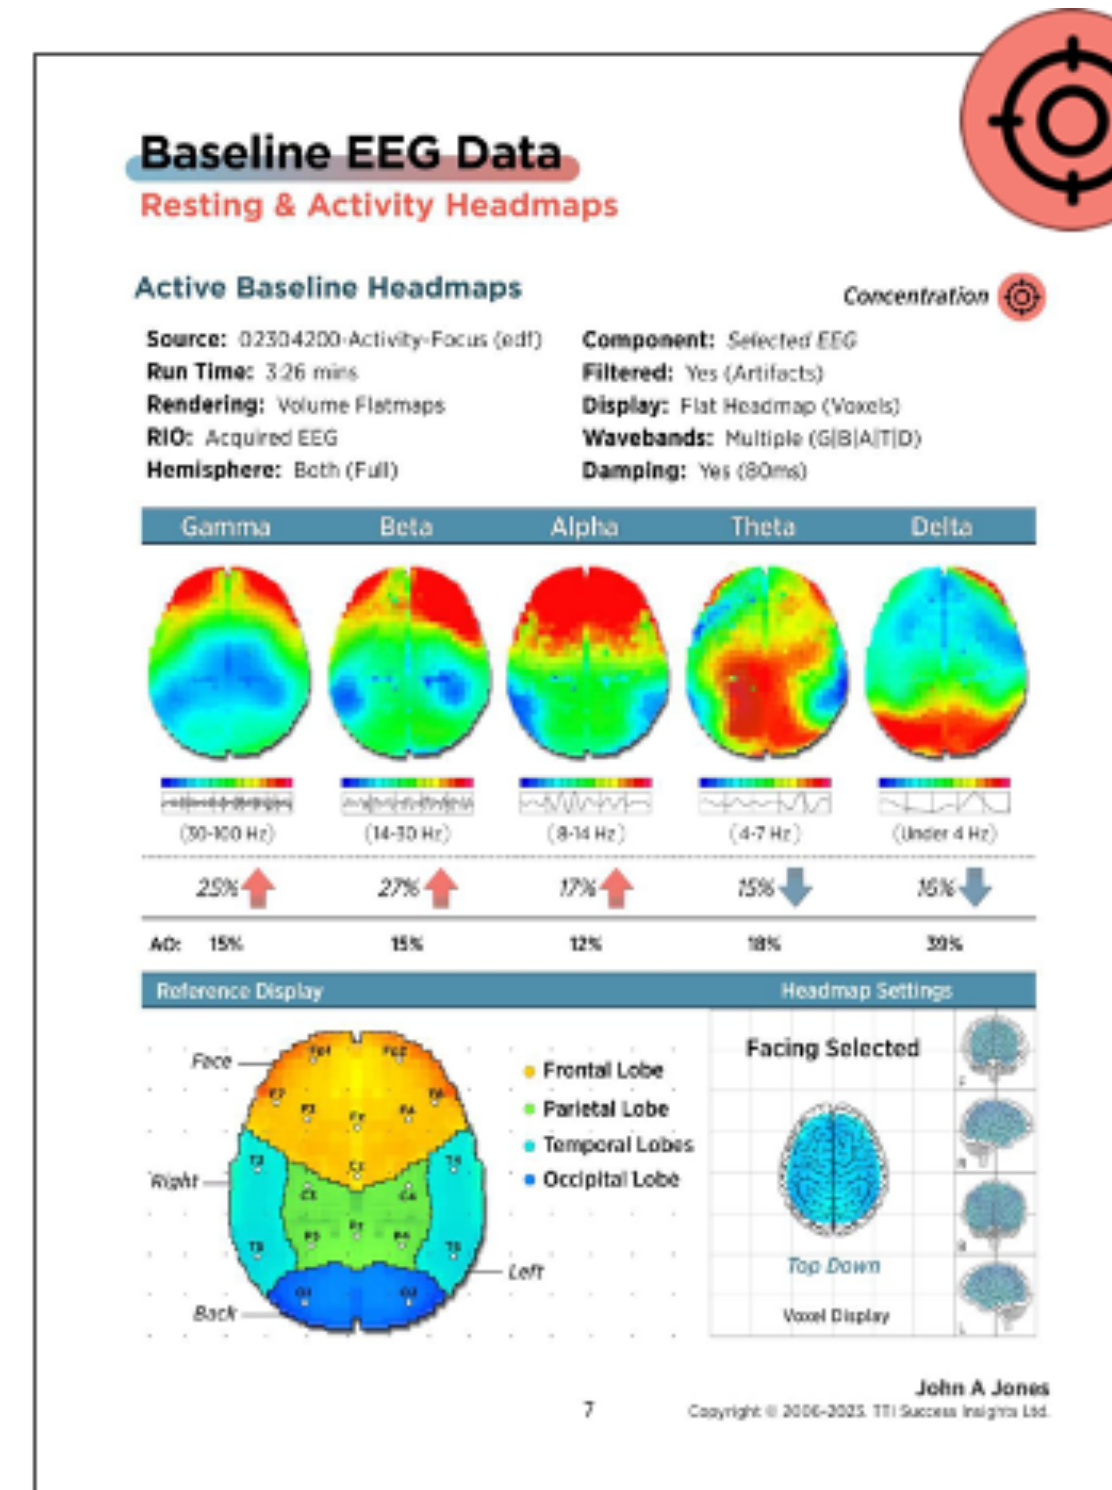 Baseline EEG Data
Resting & Activity Headmaps
Active Baseline Headmaps
Concentration
Source: 02304200-Activity-Focus (edf)
Component: Selected EEG
Run Time: 3:26 mins
Filtered: Yes (Artifacts)
Rendering: Volume Flatmaps
Display: Flat Headmap (Voxels)
RIO: Acquired EEG
Wavebands: Multiple (G|B|A|T|D)
Hemisphere: Both (Full)
Damping: Yes (80ms)
Gamma Beta Alpha Theta Delta
(30-100 Hz) (14-30 Hz) (8-14 Hz) (4-7 Hz) (Under 4 Hz)
25% 27% 17% 15% 16%
AO: 15% 15% 12% 18% 39%
Reference Display
Headmap Settings
Face
Right
Left
Back
Frontal Lobe
Parietal Lobe
Temporal Lobes
Occipital Lobe
Facing Selected
Top Down
Voxel Display
John A Jones
7
Copyright © 2006-2023. TTI Success Insights Ltd.